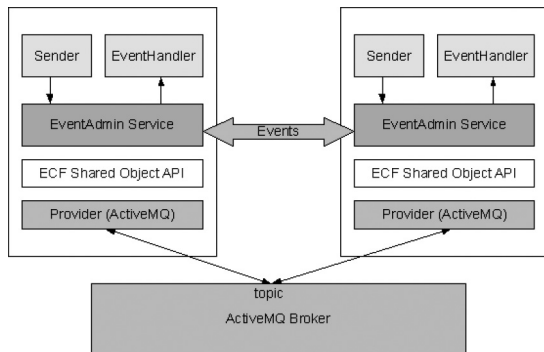 Sender
EventHandler
EventAdmin Service
ECF Shared Object API
Provider (ActiveMQ)
Events
Sender
EventHandler
EventAdmin Service
ECF Shared Object API
Provider (ActiveMQ)
topic
ActiveMQ Broker